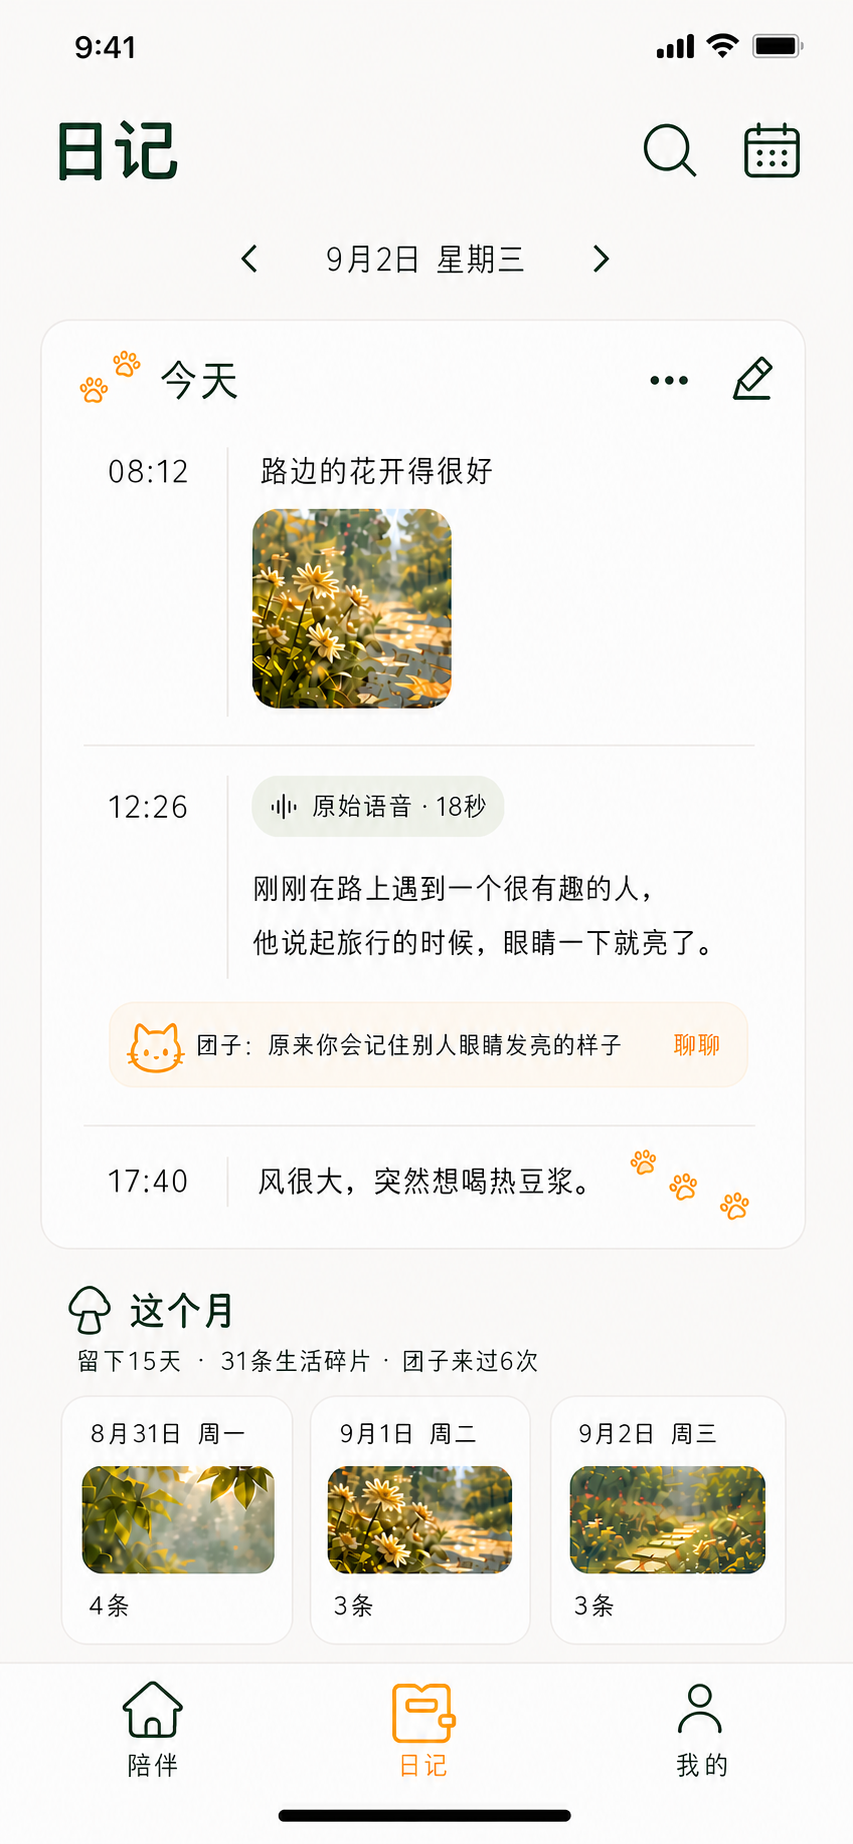 9:41
日记
9月2日 星期三
今天
08:12 路边的花开得很好
12:26 原始语音 · 18秒
刚刚在路上遇到一个很有趣的人，
他说起旅行的时候，眼睛一下就亮了。
团子：原来你会记住别人眼睛发亮的样子 聊聊
17:40 风很大，突然想喝热豆浆。
这个月
留下15天 · 31条生活碎片 · 团子来过6次
8月31日 周一 9月1日 周二 9月2日 周三
4条 3条 3条
陪伴 日记 我的